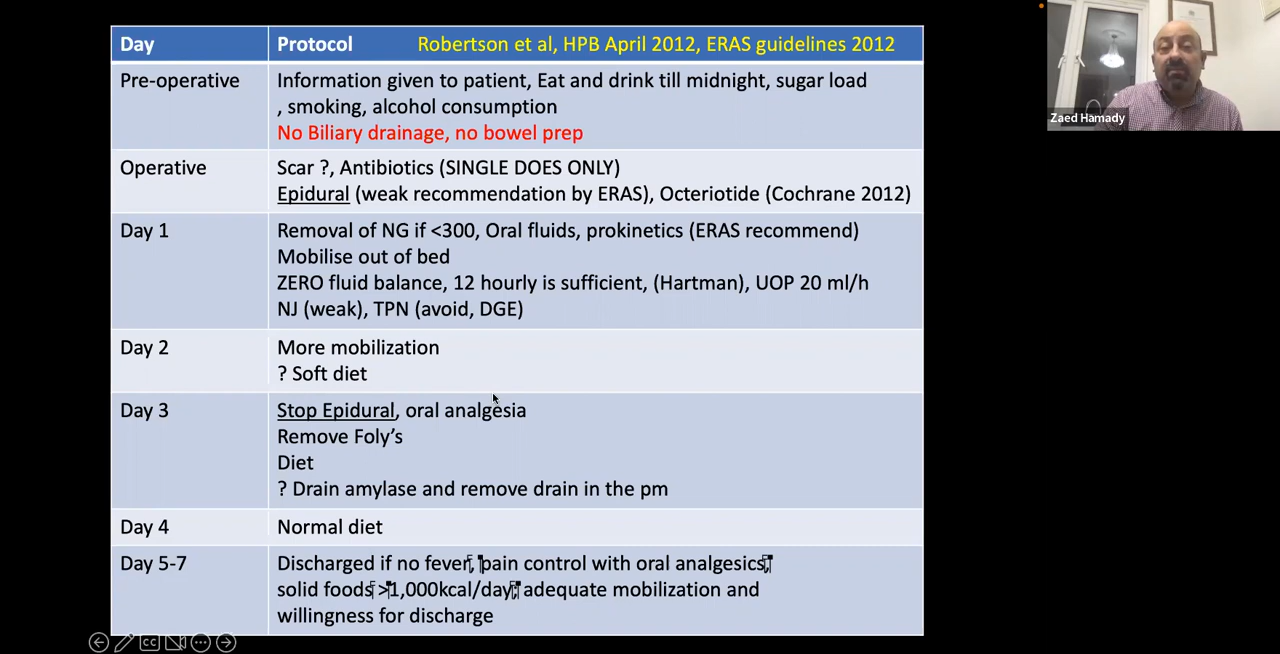 Day Protocol Robertson et al, HPB April 2012, ERAS guidelines 2012
Pre-operative Information given to patient, Eat and drink till midnight, sugar load
, smoking, alcohol consumption
No Biliary drainage, no bowel prep
Operative Scar ?, Antibiotics (SINGLE DOES ONLY)
Epidural (weak recommendation by ERAS), Octeriotide (Cochrane 2012)
Day 1 Removal of NG if <300, Oral fluids, prokinetics (ERAS recommend)
Mobilise out of bed
ZERO fluid balance, 12 hourly is sufficient, (Hartman), UOP 20 ml/h
NJ (weak), TPN (avoid, DGE)
Day 2 More mobilization
? Soft diet
Day 3 Stop Epidural, oral analgesia
Remove Foly's
Diet
? Drain amylase and remove drain in the pm
Day 4 Normal diet
Day 5-7 Discharged if no fever, pain control with oral analgesics,
solid foods >1,000kcal/day, adequate mobilization and
willingness for discharge
Zaed Hamady
CC